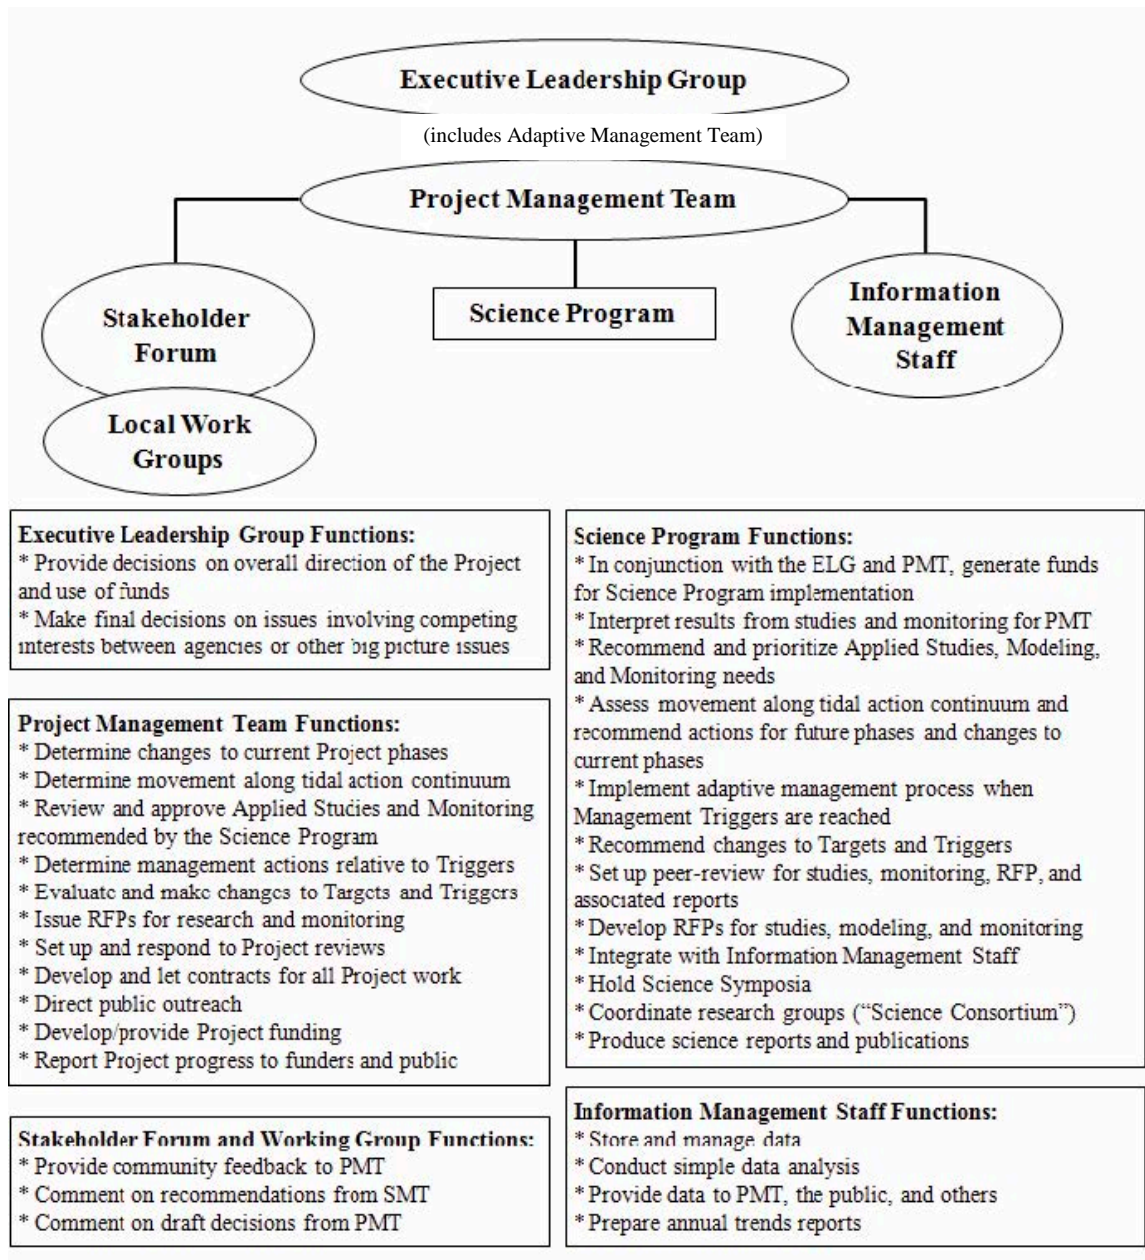 Executive Leadership Group
(includes Adaptive Management Team)
Project Management Team
Stakeholder
Forum
Science Program
Information
Management
Staff
Local Work
Groups
Executive Leadership Group Functions:
* Provide decisions on overall direction of the Project
and use of funds
* Make final decisions on issues involving competing
interests between agencies or other big picture issues
Project Management Team Functions:
* Determine changes to current Project phases
* Determine movement along tidal action continuum
* Review and approve Applied Studies and Monitoring
recommended by the Science Program
* Determine management actions relative to Triggers
* Evaluate and make changes to Targets and Triggers
* Issue RFPs for research and monitoring
* Set up and respond to Project reviews
* Develop and let contracts for all Project work
* Direct public outreach
* Develop/provide Project funding
* Report Project progress to funders and public
Stakeholder Forum and Working Group Functions:
* Provide community feedback to PMT
* Comment on recommendations from SMT
* Comment on draft decisions from PMT
Science Program Functions:
* In conjunction with the ELG and PMT, generate funds
for Science Program implementation
* Interpret results from studies and monitoring for PMT
* Recommend and prioritize Applied Studies, Modeling,
and Monitoring needs
* Assess movement along tidal action continuum and
recommend actions for future phases and changes to
current phases
* Implement adaptive management process when
Management Triggers are reached
* Recommend changes to Targets and Triggers
* Set up peer-review for studies, monitoring, RFP, and
associated reports
* Develop RFPs for studies, modeling, and monitoring
* Integrate with Information Management Staff
* Hold Science Symposia
* Coordinate research groups (“Science Consortium”)
* Produce science reports and publications
Information Management Staff Functions:
* Store and manage data
* Conduct simple data analysis
* Provide data to PMT, the public, and others
* Prepare annual trends reports